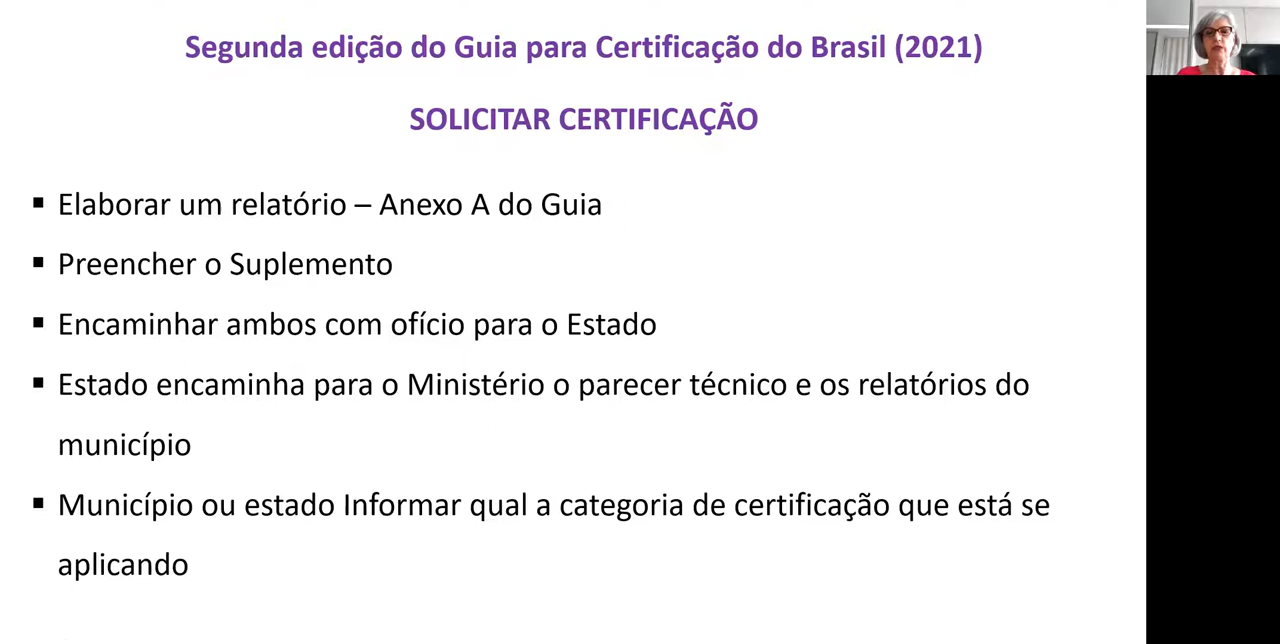 Segunda edição do Guia para Certificação do Brasil (2021)
SOLICITAR CERTIFICAÇÃO
▪ Elaborar um relatório – Anexo A do Guia
▪ Preencher o Suplemento
▪ Encaminhar ambos com ofício para o Estado
▪ Estado encaminha para o Ministério o parecer técnico e os relatórios do
município
▪ Município ou estado Informar qual a categoria de certificação que está se
aplicando